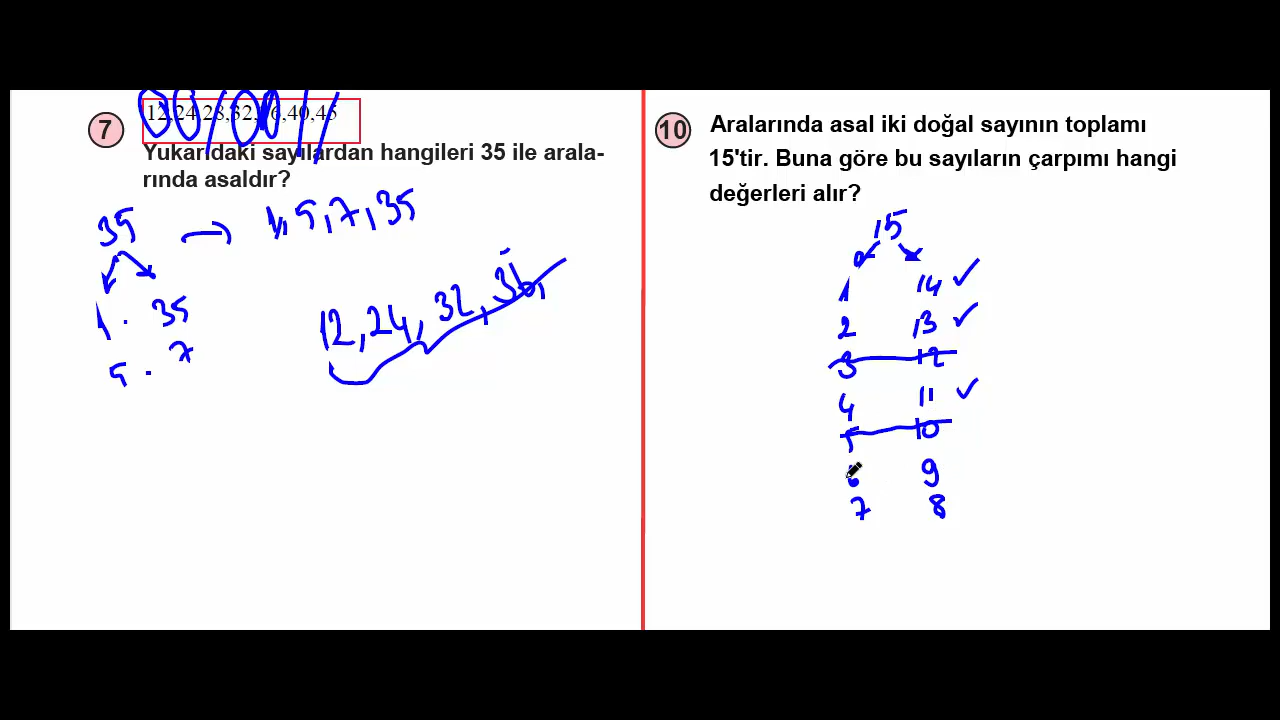 7
12,24,28,32,36,40,45
Yukarıdaki sayılardan hangileri 35 ile arala-
rında asaldır?
35 → 1,5,7,35
1 . 35
5 . 7
12,24,32,36,
10
Aralarında asal iki doğal sayının toplamı
15'tir. Buna göre bu sayıların çarpımı hangi
değerleri alır?
15
1 14 ✓
2 13 ✓
3 12
4 11 ✓
5 10
6 9
7 8